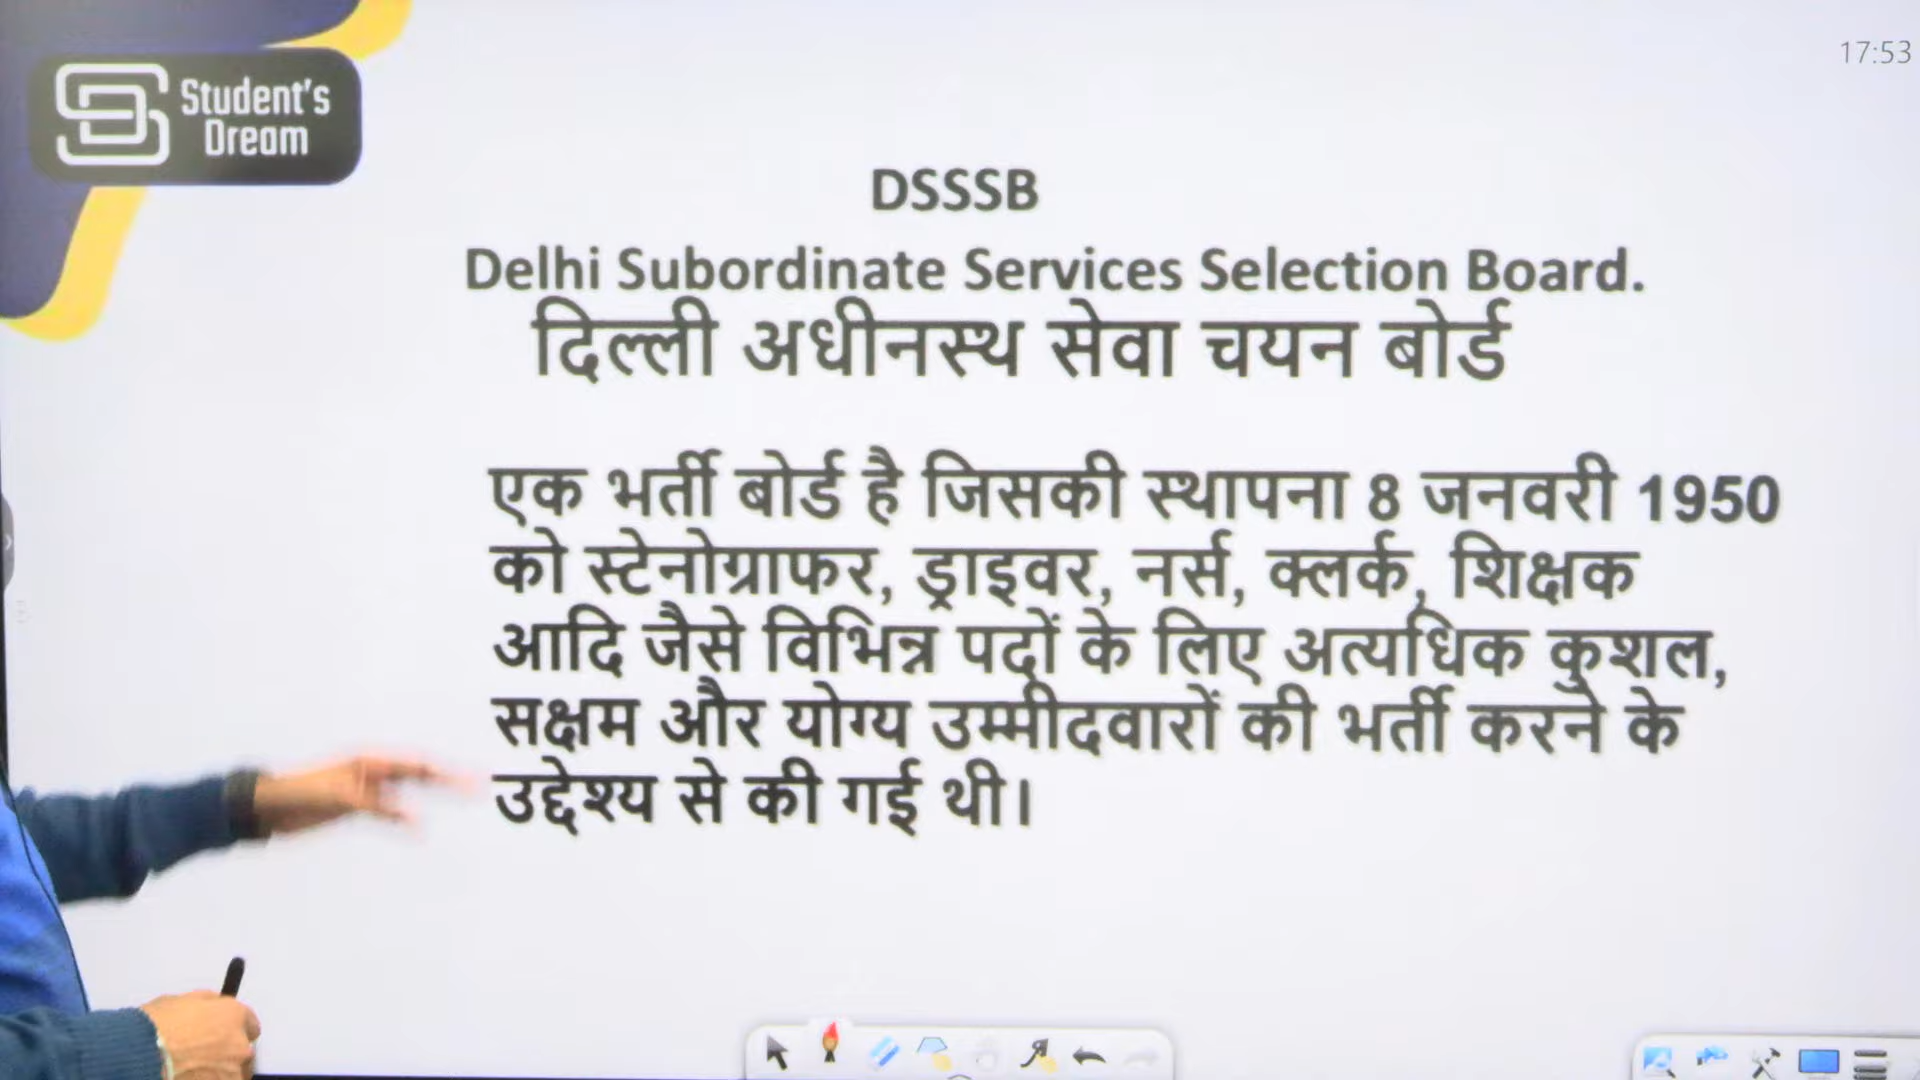 Student's
Dream
17:53
DSSSB
Delhi Subordinate Services Selection Board.
दिल्ली अधीनस्थ सेवा चयन बोर्ड
एक भर्ती बोर्ड है जिसकी स्थापना 8 जनवरी 1950
को स्टेनोग्राफर, ड्राइवर, नर्स, क्लर्क, शिक्षक
आदि जैसे विभिन्न पदों के लिए अत्यधिक कुशल,
सक्षम और योग्य उम्मीदवारों की भर्ती करने के
उद्देश्य से की गई थी।